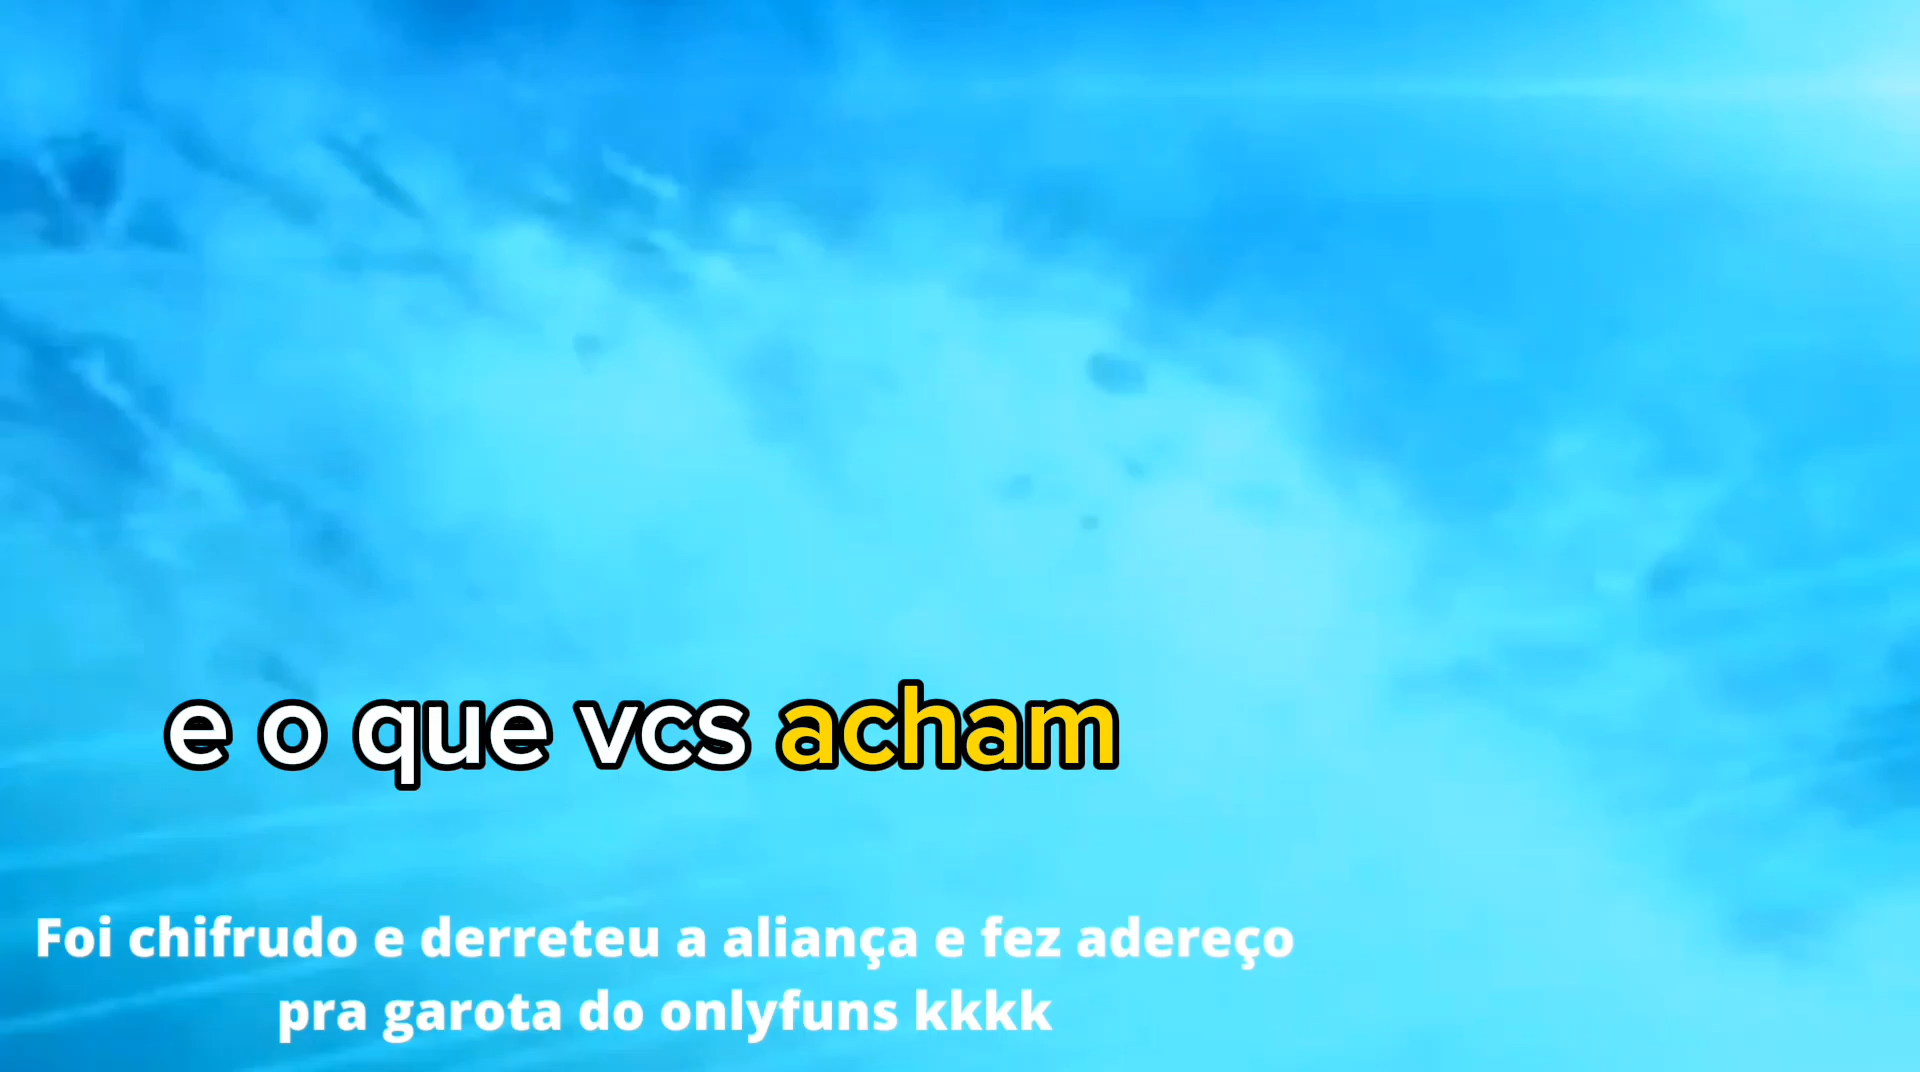 e o que vcs acham
Foi chifrudo e derreteu a aliança e fez adereço
pra garota do onlyfuns kkkk